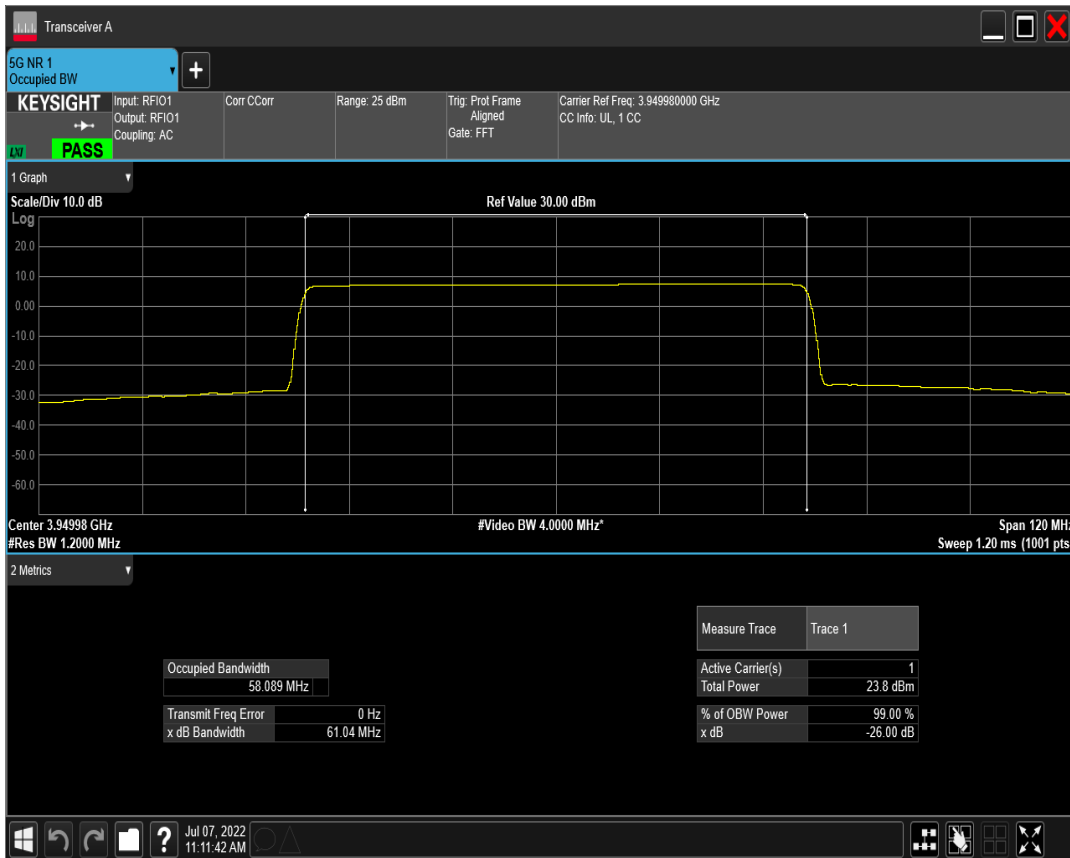 Transceiver A
5G NR 1
Occupied BW
KEYSIGHT
LXI
PASS
Input: RFIO1
Output: RFIO1
Coupling: AC
Corr CCorr
Range: 25 dBm
Trig: Prot Frame
Aligned
Gate: FFT
Carrier Ref Freq: 3.949980000 GHz
CC Info: UL, 1 CC
1 Graph
Scale/Div 10.0 dB
Ref Value 30.00 dBm
Log
20.0
10.0
0.00
-10.0
-20.0
-30.0
-40.0
-50.0
-60.0
Center 3.94998 GHz
#Video BW 4.0000 MHz*
Span 120 MHz
#Res BW 1.2000 MHz
Sweep 1.20 ms (1001 pts
2 Metrics
Measure Trace Trace 1
Occupied Bandwidth
58.089 MHz
Active Carrier(s) 1
Total Power 23.8 dBm
Transmit Freq Error 0 Hz
x dB Bandwidth 61.04 MHz
% of OBW Power 99.00 %
x dB -26.00 dB
?
Jul 07, 2022
11:11:42 AM